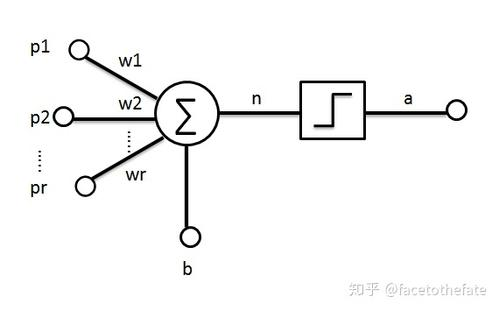 p1
w1
p2
w2
pr
wr
∑
n
a
b
知乎 @facetothefate